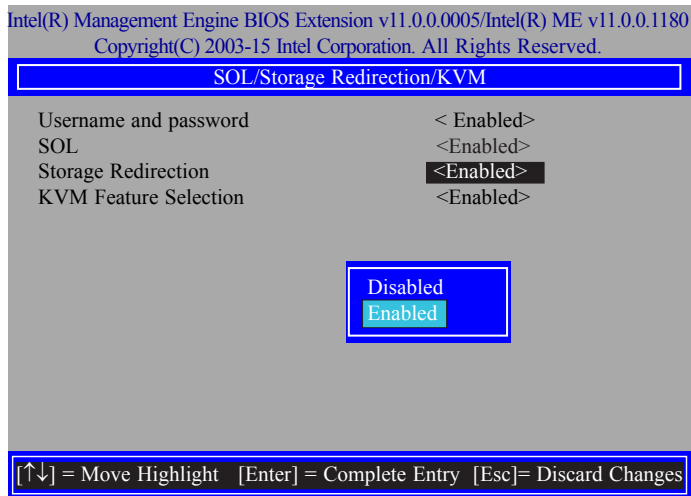 Intel(R) Management Engine BIOS Extension v11.0.0.0005/Intel(R) ME v11.0.0.1180
Copyright(C) 2003-15 Intel Corporation. All Rights Reserved.
SOL/Storage Redirection/KVM
Username and password < Enabled>
SOL <Enabled>
Storage Redirection <Enabled>
KVM Feature Selection <Enabled>
Disabled
Enabled
[↑↓] = Move Highlight [Enter] = Complete Entry [Esc]= Discard Changes